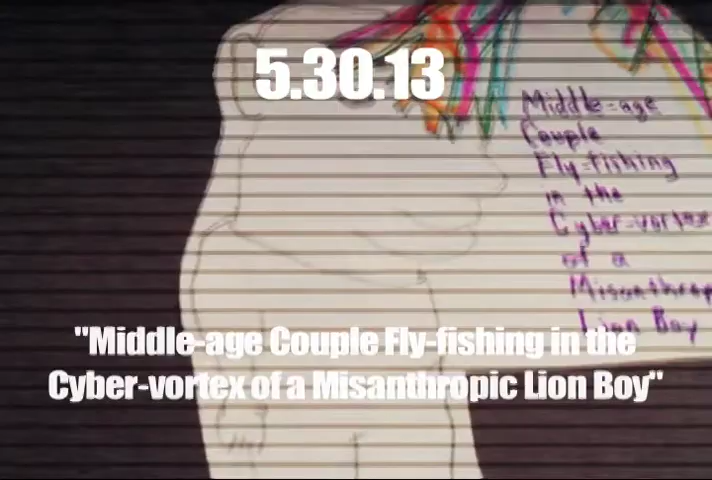 5.30.13
Middle-age
Couple
Fly-fishing
in the
Cyber-vortex
of a
Misanthrop
Lion Boy
"Middle-age Couple Fly-fishing in the
Cyber-vortex of a Misanthropic Lion Boy"